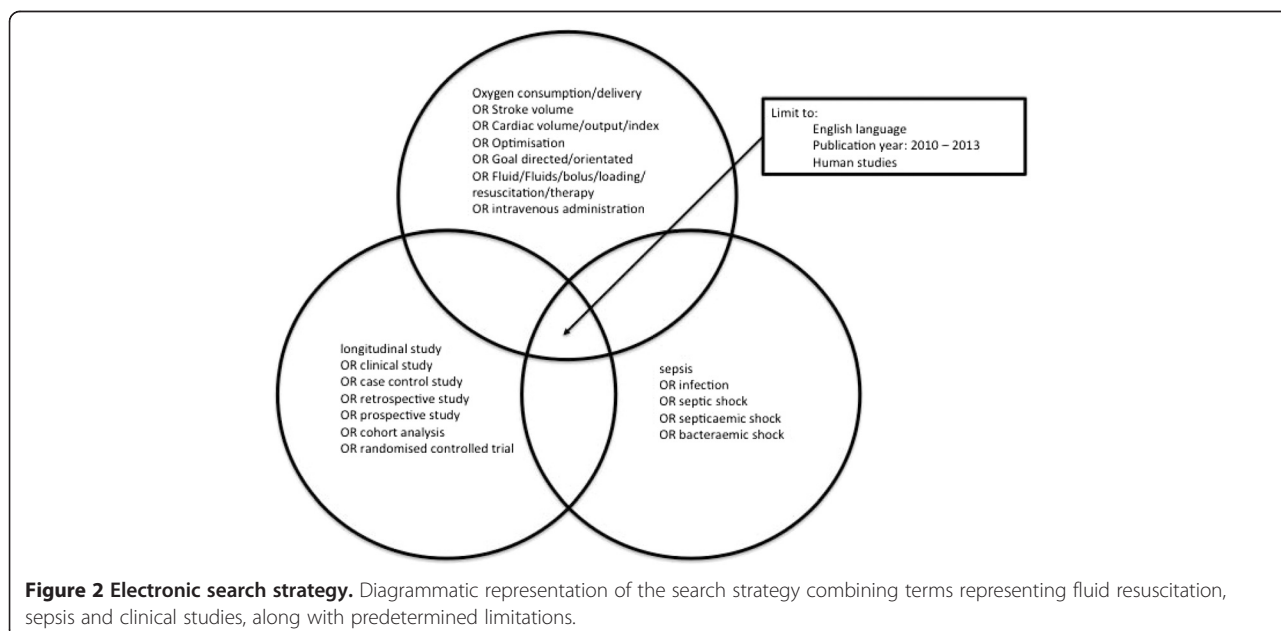 Oxygen consumption/delivery
OR Stroke volume
OR Cardiac volume/output/index
OR Optimisation
OR Goal directed/orientated
OR Fluid/Fluids/bolus/loading/
resuscitation/therapy
OR intravenous administration
Limit to:
English language
Publication year: 2010 – 2013
Human studies
longitudinal study
OR clinical study
OR case control study
OR retrospective study
OR prospective study
OR cohort analysis
OR randomised controlled trial
sepsis
OR infection
OR septic shock
OR septicaemic shock
OR bacteraemic shock
Figure 2 Electronic search strategy. Diagrammatic representation of the search strategy combining terms representing fluid resuscitation,
sepsis and clinical studies, along with predetermined limitations.